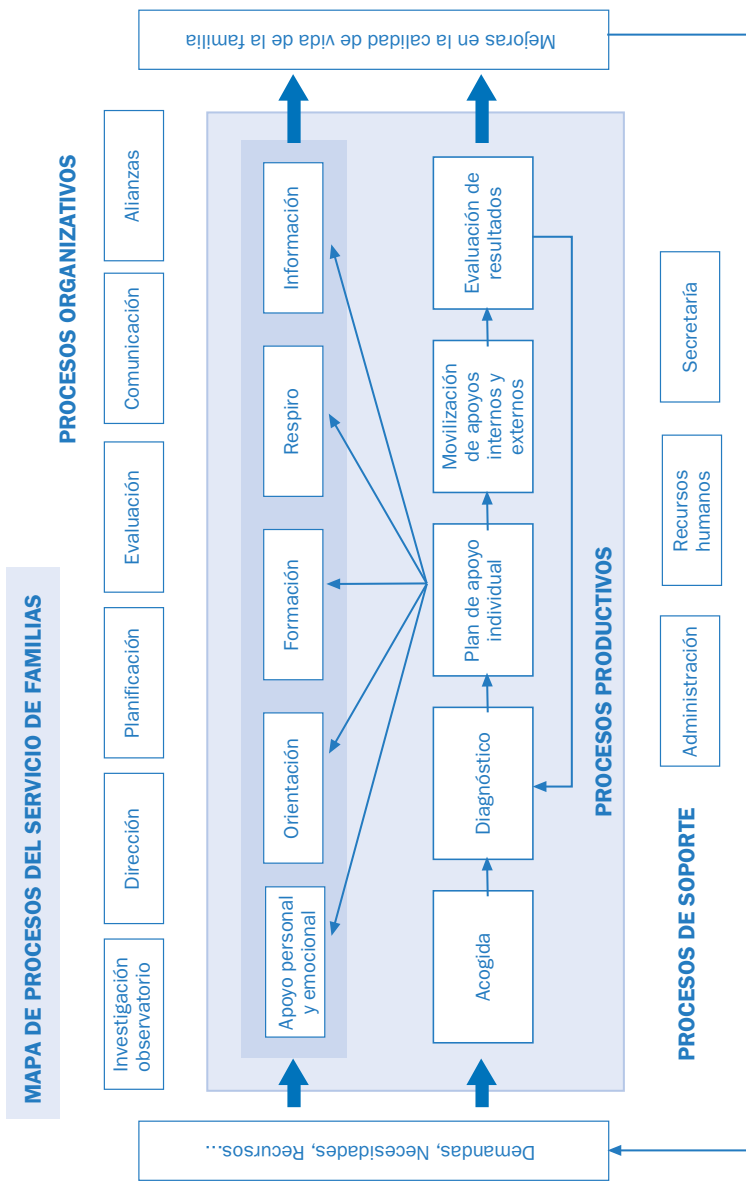 MAPA DE PROCESOS DEL SERVICIO DE FAMILIAS
PROCESOS ORGANIZATIVOS
Investigación
observatorio
Dirección
Planificación
Evaluación
Comunicación
Alianzas
Demandas, Necesidades, Recursos...
Apoyo personal
y emocional
Orientación
Formación
Respiro
Información
Acogida
Diagnóstico
Plan de apoyo
individual
Movilización
de apoyos
internos y
externos
Evaluación de
resultados
PROCESOS PRODUCTIVOS
Mejoras en la calidad de vida de la familia
PROCESOS DE SOPORTE
Administración
Recursos
humanos
Secretaría